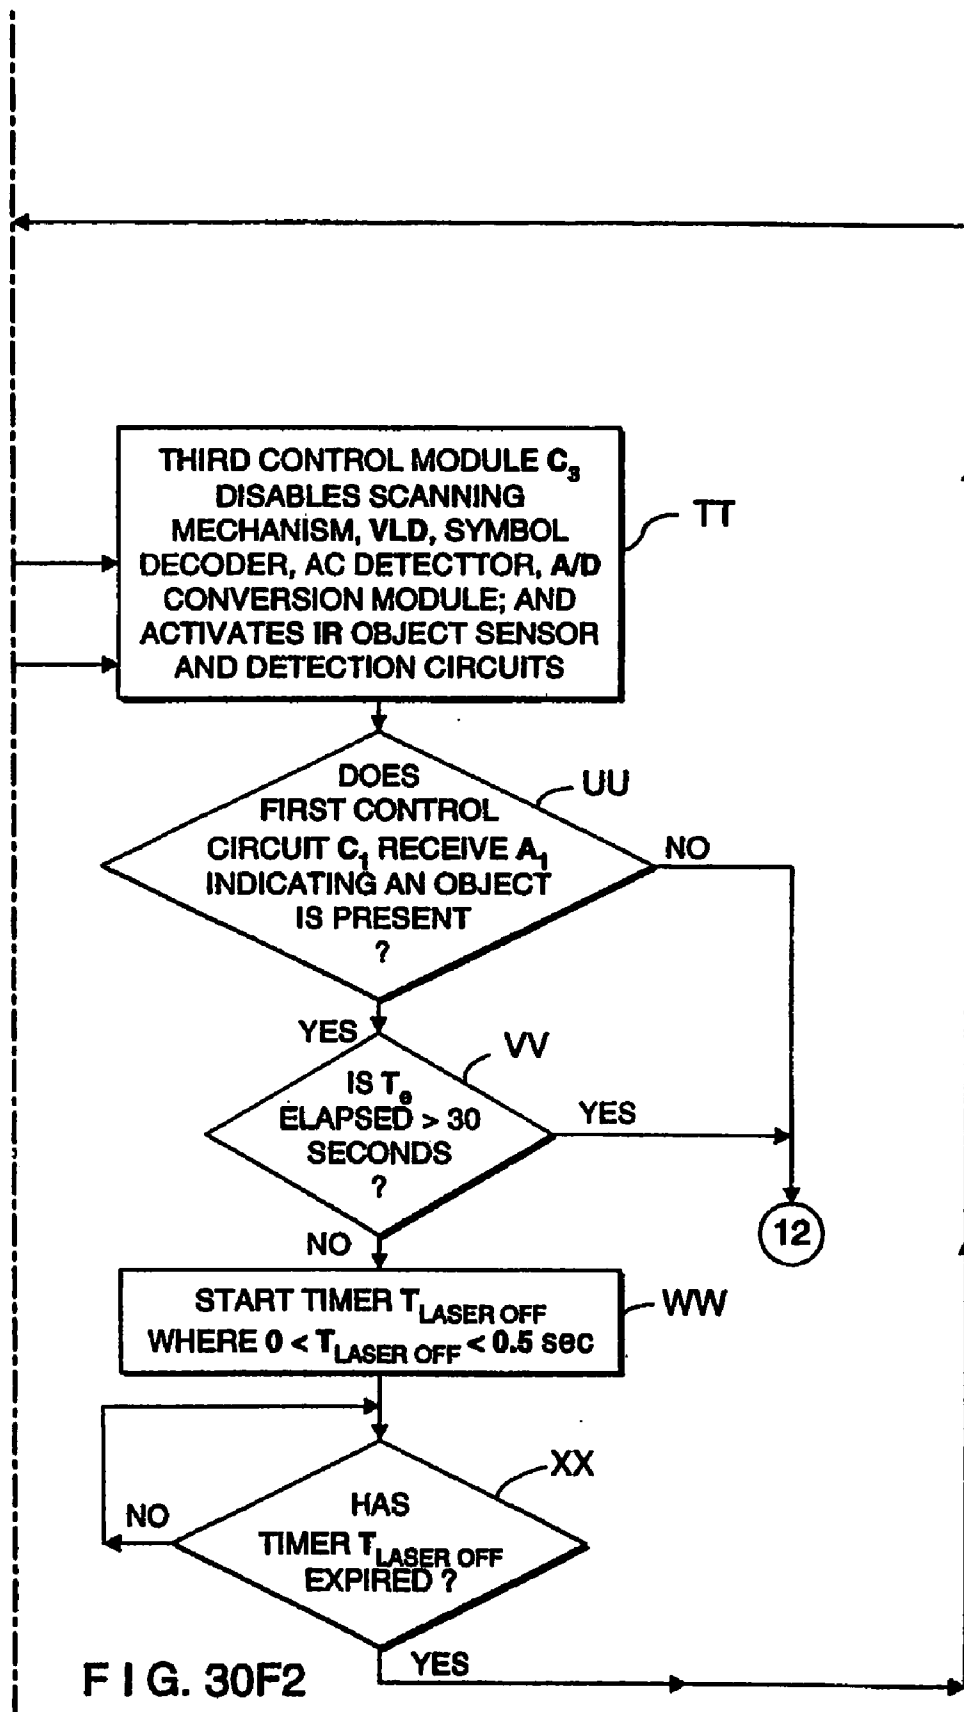 THIRD CONTROL MODULE C3
DISABLES SCANNING
MECHANISM, VLD, SYMBOL
DECODER, AC DETECTTOR, A/D
CONVERSION MODULE; AND
ACTIVATES IR OBJECT SENSOR
AND DETECTION CIRCUITS
TT
DOES
FIRST CONTROL
CIRCUIT C1 RECEIVE A1
INDICATING AN OBJECT
IS PRESENT
?
UU
NO
YES
VV
IS Te
ELAPSED > 30
SECONDS
?
YES
12
NO
START TIMER TLASER OFF
WHERE 0 < TLASER OFF < 0.5 sec
WW
XX
HAS
TIMER TLASER OFF
EXPIRED ?
NO
YES
FIG. 30F2